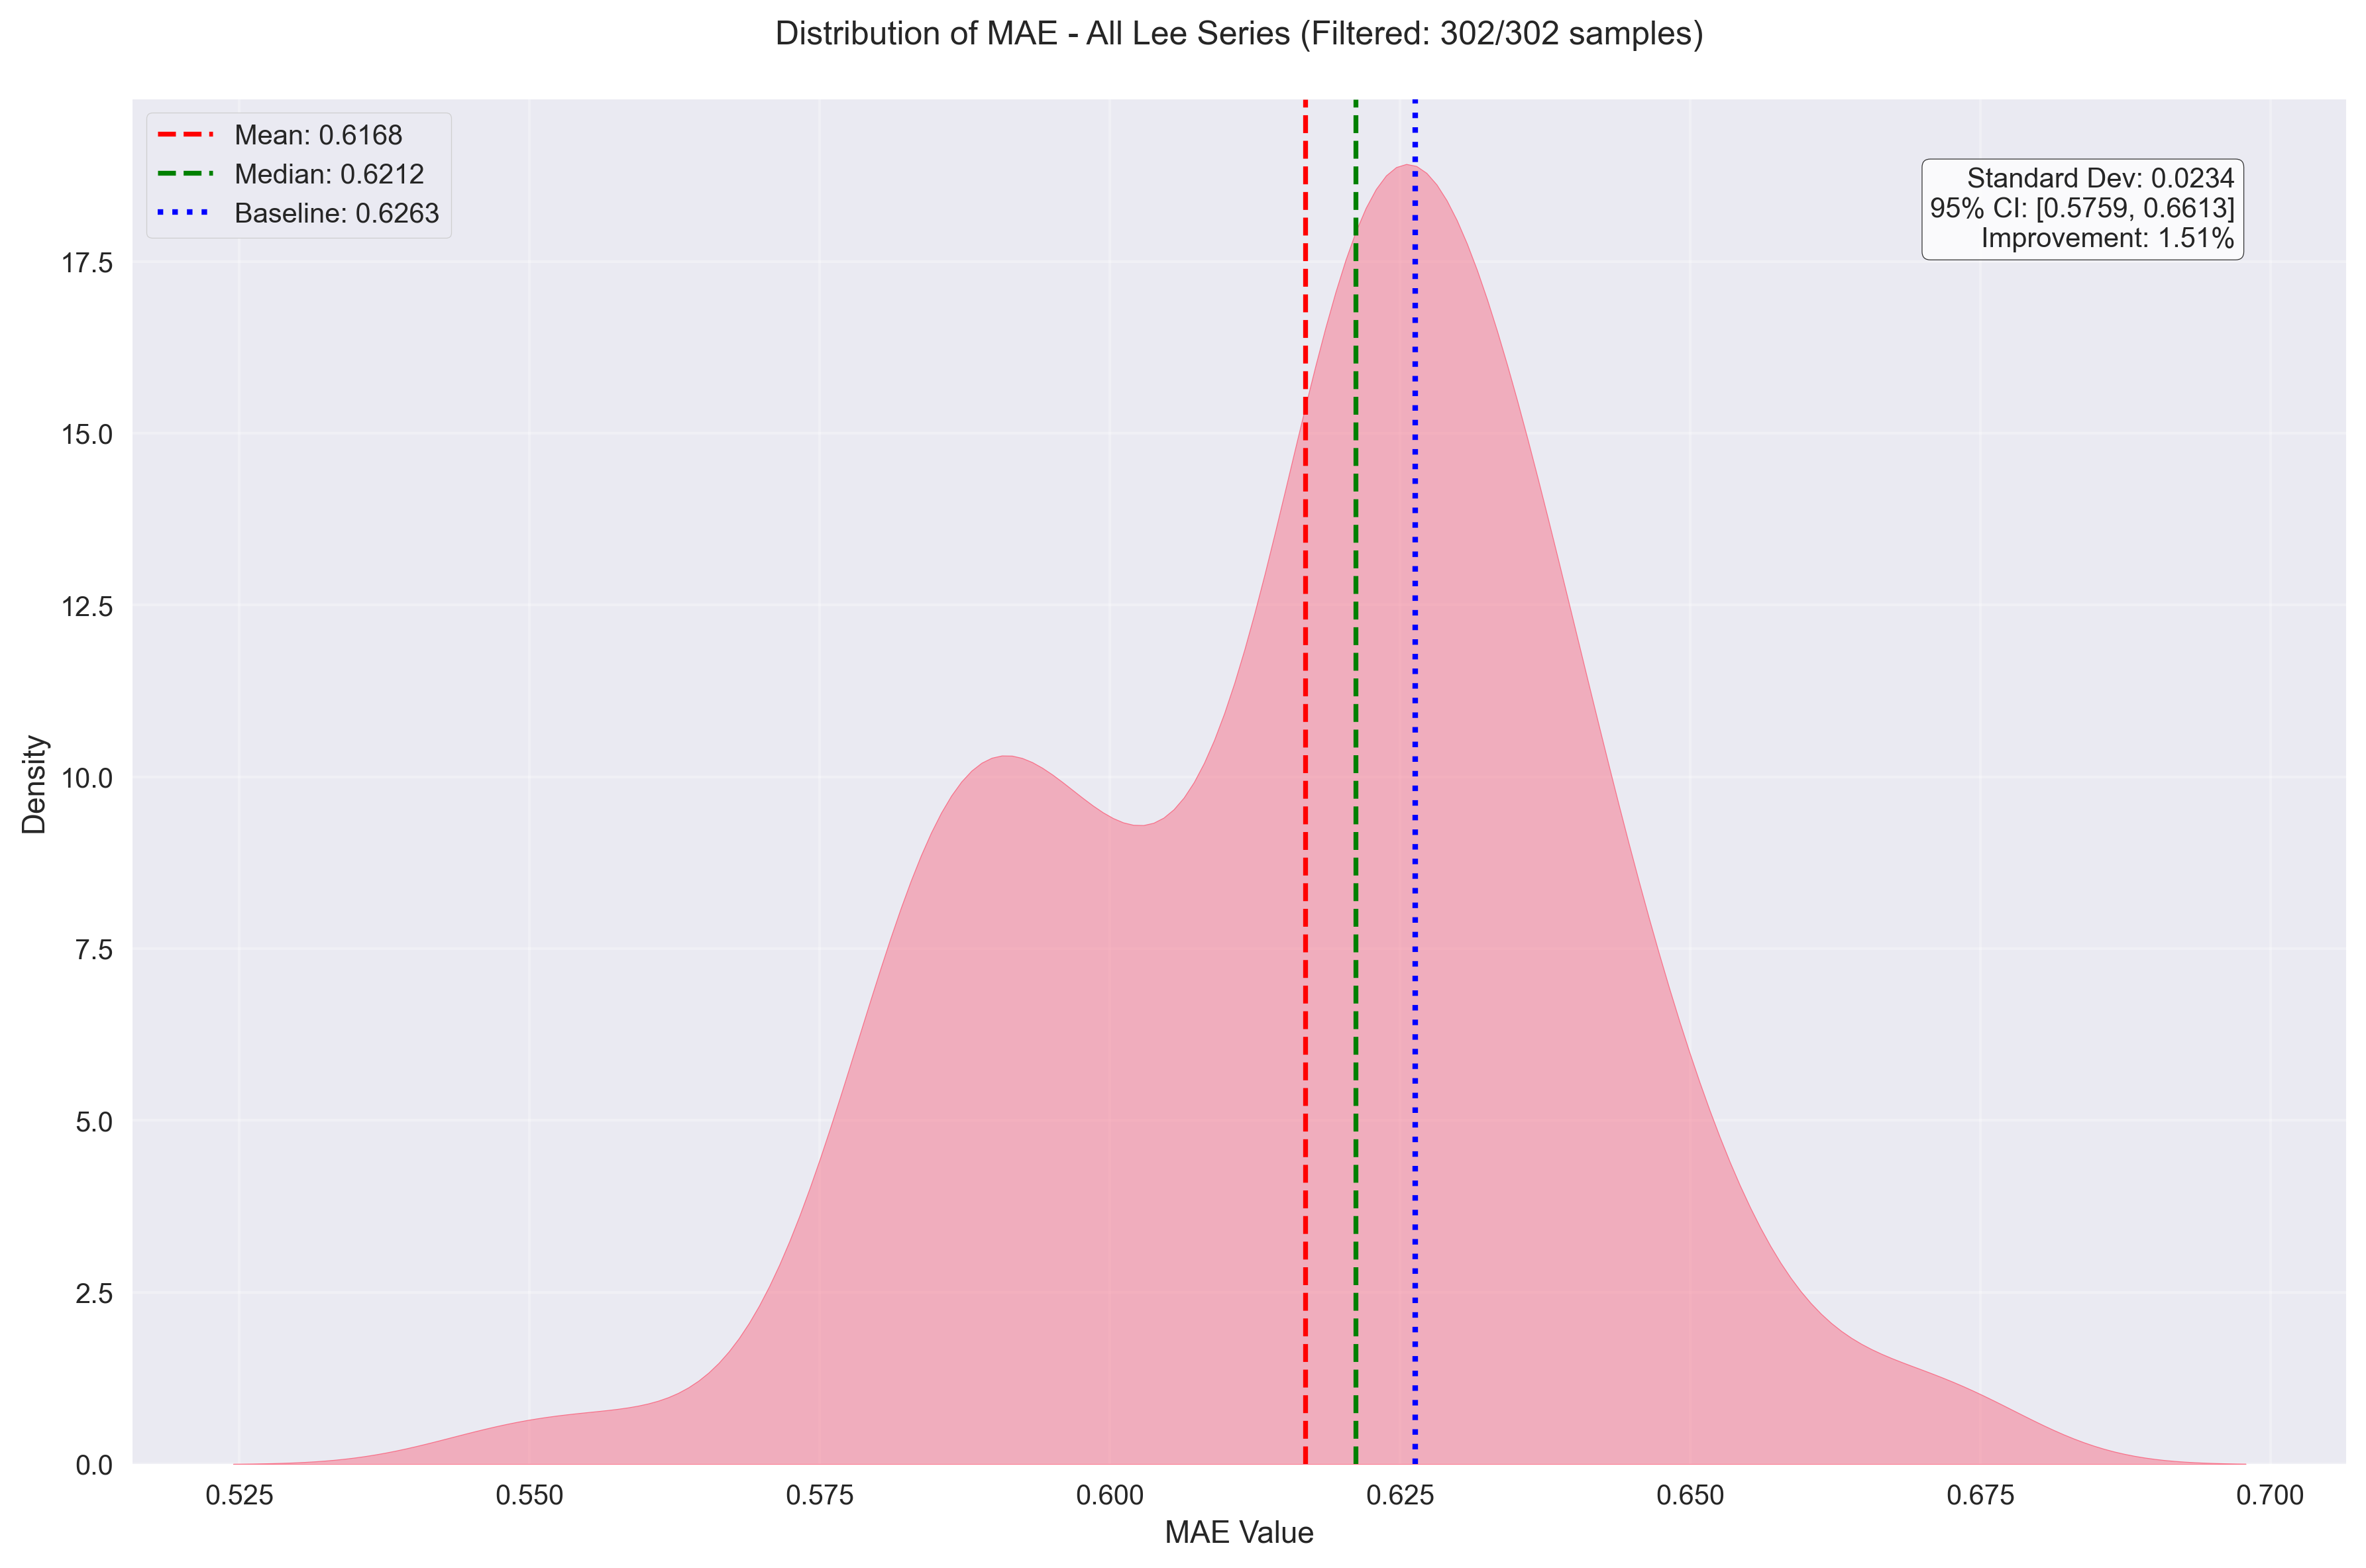 Distribution of MAE - All Lee Series (Filtered: 302/302 samples)
Mean: 0.6168
Median: 0.6212
Baseline: 0.6263
Standard Dev: 0.0234
95% CI: [0.5759, 0.6613]
Improvement: 1.51%
17.5
15.0
12.5
10.0
7.5
5.0
2.5
0.0
Density
0.525 0.550 0.575 0.600 0.625 0.650 0.675 0.700
MAE Value